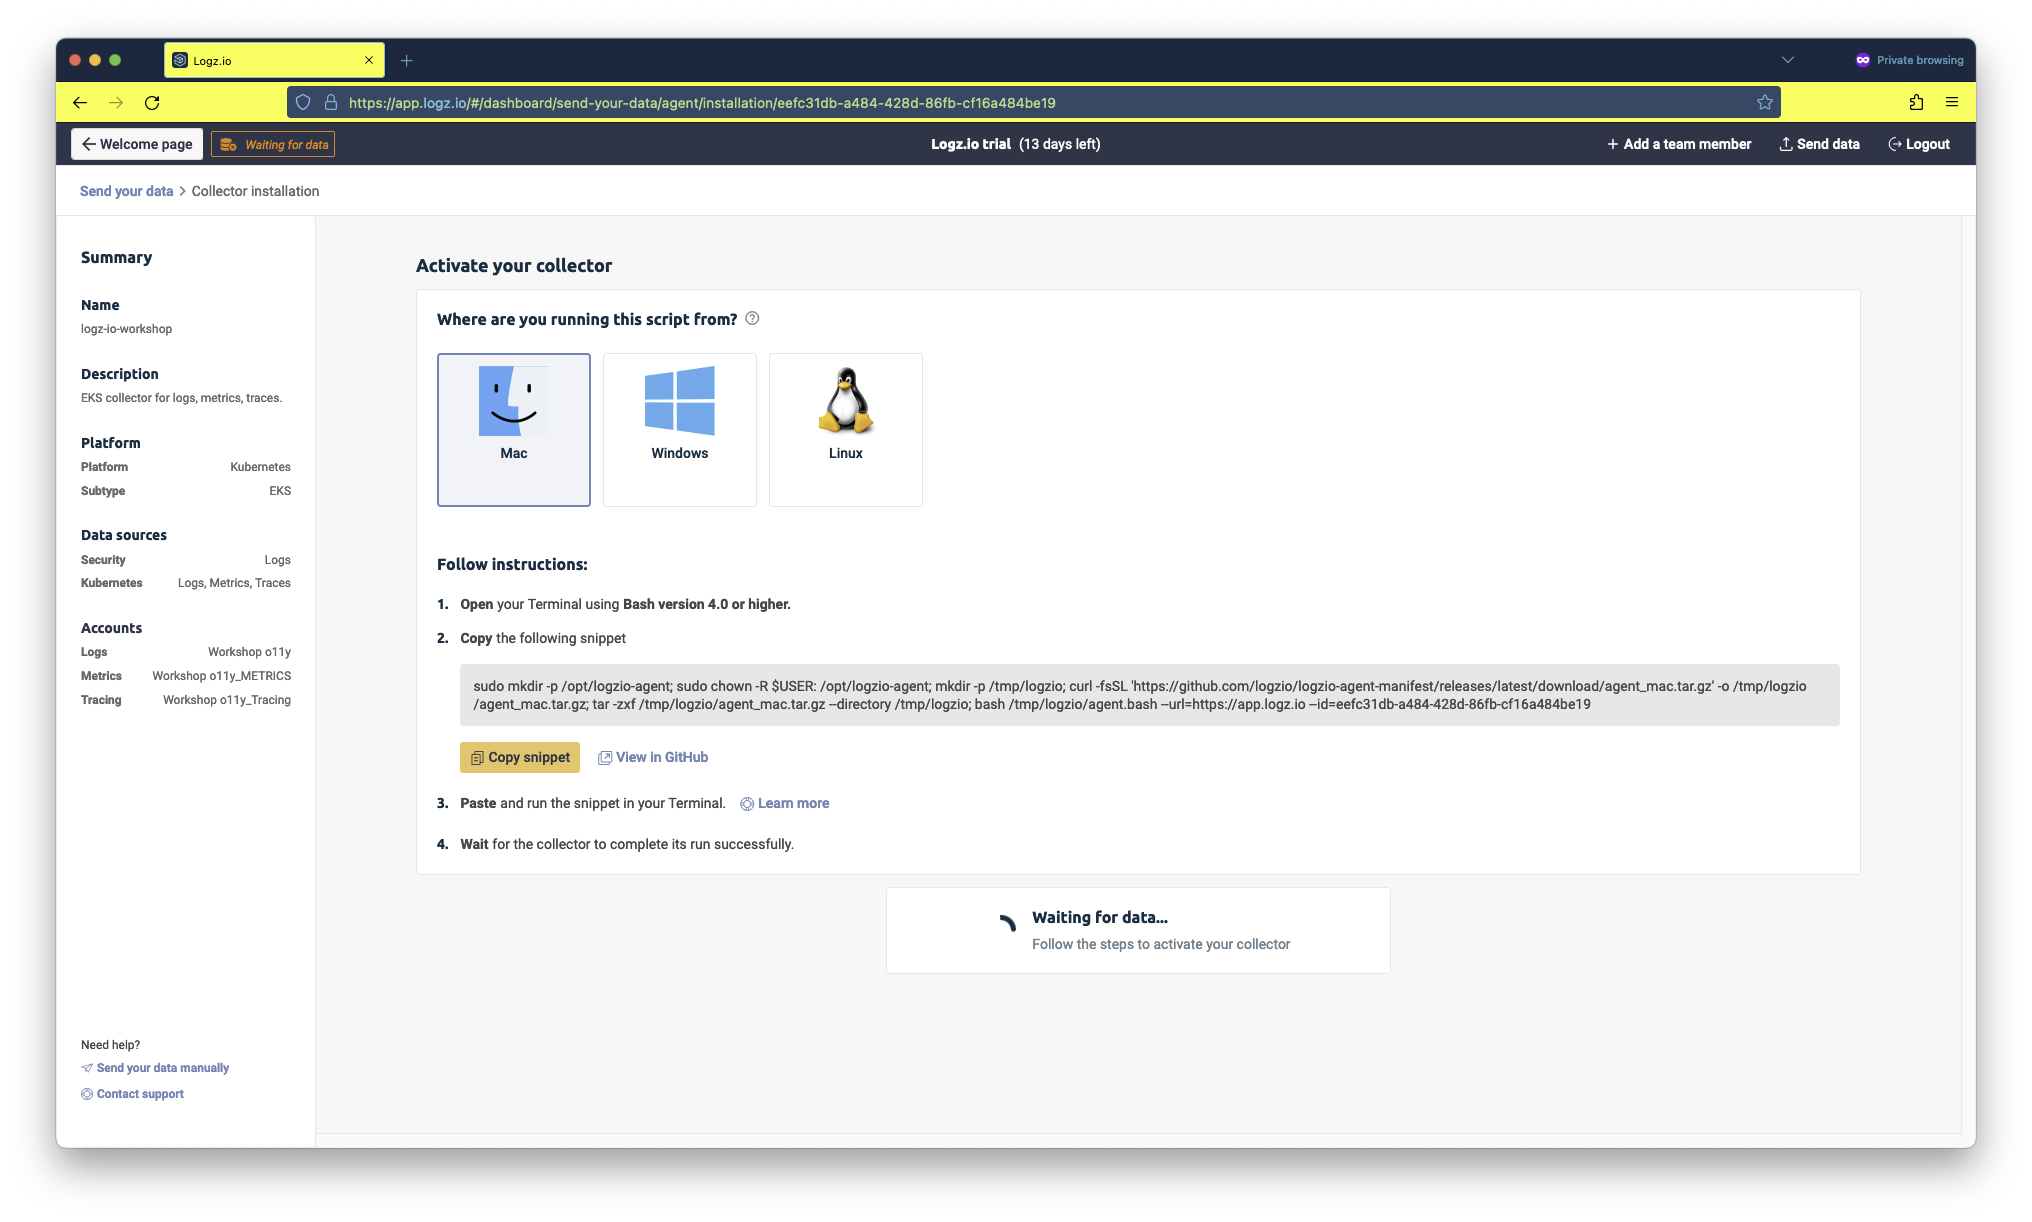 Logz.io
Private browsing
https://app.logz.io/#/dashboard/send-your-data/agent/installation/eefc31db-a484-428d-86fb-cf16a484be19
Welcome page
Waiting for data
Logz.io trial (13 days left)
+ Add a team member
Send data
Logout
Send your data > Collector installation
Summary
Name
logz-io-workshop
Description
EKS collector for logs, metrics, traces.
Platform
Platform Kubernetes
Subtype EKS
Data sources
Security Logs
Kubernetes Logs, Metrics, Traces
Accounts
Logs Workshop o11y
Metrics Workshop o11y_METRICS
Tracing Workshop o11y_Tracing
Need help?
Send your data manually
Contact support
Activate your collector
Where are you running this script from? ?
Mac
Windows
Linux
Follow instructions:
1. Open your Terminal using Bash version 4.0 or higher.
2. Copy the following snippet
sudo mkdir -p /opt/logzio-agent; sudo chown -R $USER: /opt/logzio-agent; mkdir -p /tmp/logzio; curl -fsSL 'https://github.com/logzio/logzio-agent-manifest/releases/latest/download/agent_mac.tar.gz' -o /tmp/logzio
/agent_mac.tar.gz; tar -zxf /tmp/logzio/agent_mac.tar.gz --directory /tmp/logzio; bash /tmp/logzio/agent.bash --url=https://app.logz.io --id=eefc31db-a484-428d-86fb-cf16a484be19
Copy snippet
View in GitHub
3. Paste and run the snippet in your Terminal. Learn more
4. Wait for the collector to complete its run successfully.
Waiting for data...
Follow the steps to activate your collector